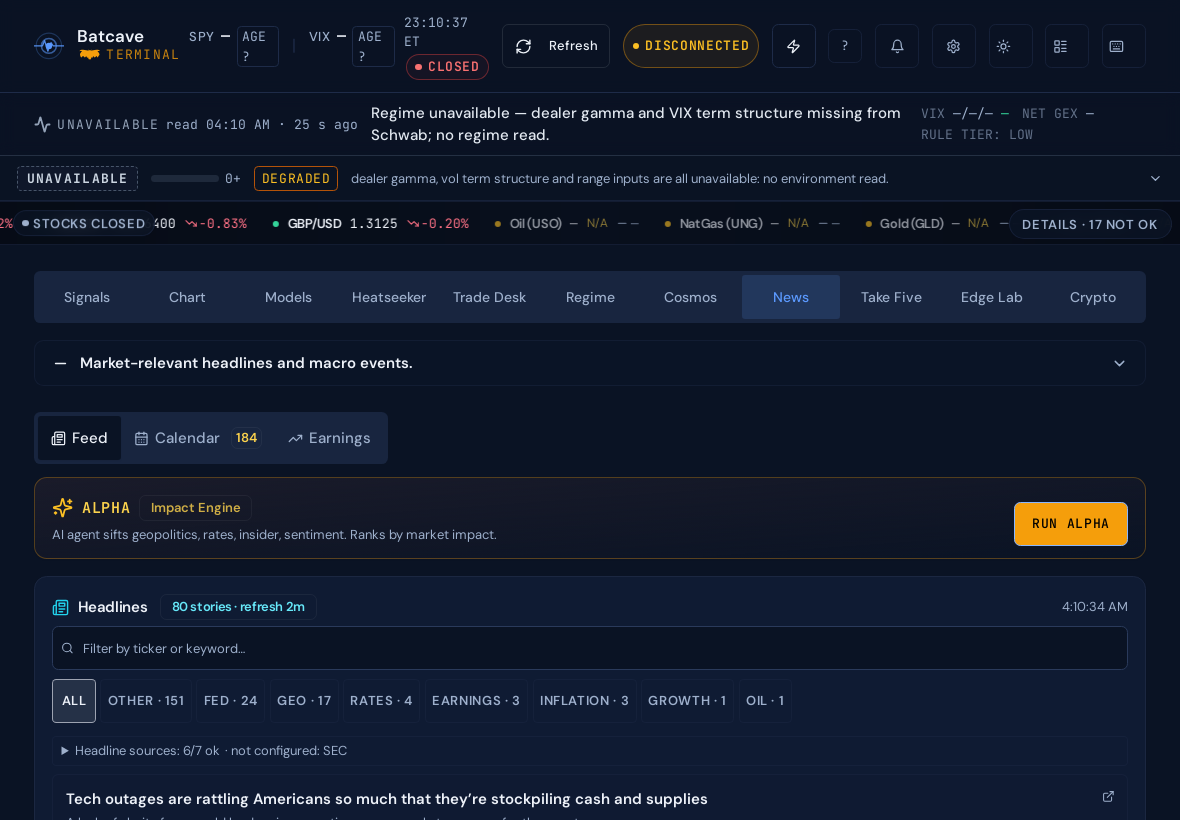 Batcave
TERMINAL
SPY — AGE ?
VIX — AGE ?
23:10:37 ET
CLOSED
Refresh
DISCONNECTED
?
UNAVAILABLE read 04:10 AM · 25 s ago
Regime unavailable — dealer gamma and VIX term structure missing from
Schwab; no regime read.
VIX —/—/— — NET GEX —
RULE TIER: LOW
UNAVAILABLE 0+ DEGRADED dealer gamma, vol term structure and range inputs are all unavailable: no environment read.
2% STOCKS CLOSED 400 -0.83% GBP/USD 1.3125 -0.20% Oil (USO) — N/A —— NatGas (UNG) — N/A —— Gold (GLD) — N/A — DETAILS · 17 NOT OK
Signals Chart Models Heatseeker Trade Desk Regime Cosmos News Take Five Edge Lab Crypto
— Market-relevant headlines and macro events.
Feed Calendar 184 Earnings
ALPHA Impact Engine
AI agent sifts geopolitics, rates, insider, sentiment. Ranks by market impact.
RUN ALPHA
Headlines 80 stories · refresh 2m 4:10:34 AM
Filter by ticker or keyword…
ALL OTHER · 151 FED · 24 GEO · 17 RATES · 4 EARNINGS · 3 INFLATION · 3 GROWTH · 1 OIL · 1
Headline sources: 6/7 ok · not configured: SEC
Tech outages are rattling Americans so much that they’re stockpiling cash and supplies